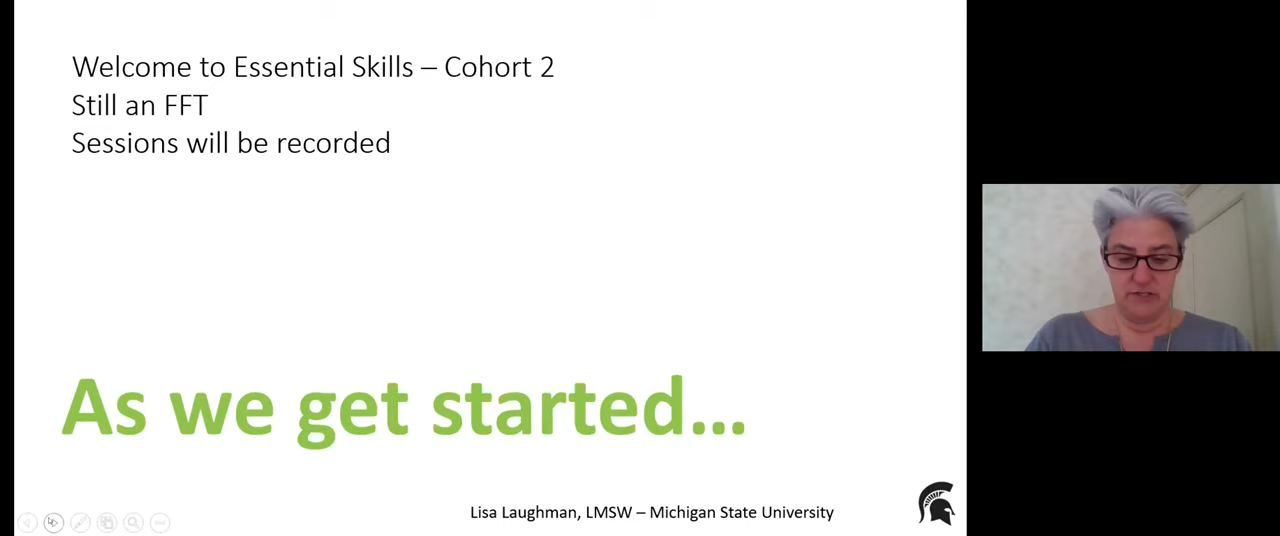 Welcome to Essential Skills – Cohort 2
Still an FFT
Sessions will be recorded
As we get started...
Lisa Laughman, LMSW – Michigan State University